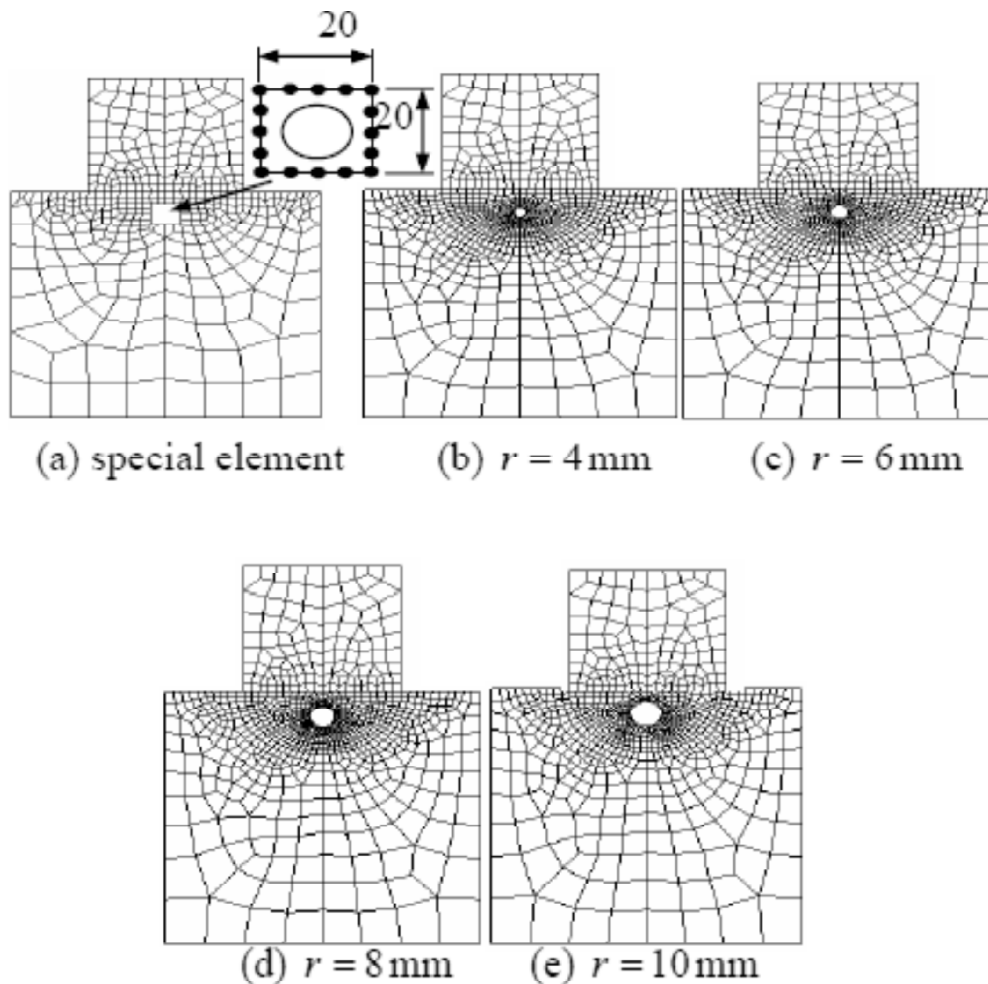 20
20
(a) special element
(b) r = 4 mm
(c) r = 6 mm
(d) r = 8 mm
(e) r = 10 mm